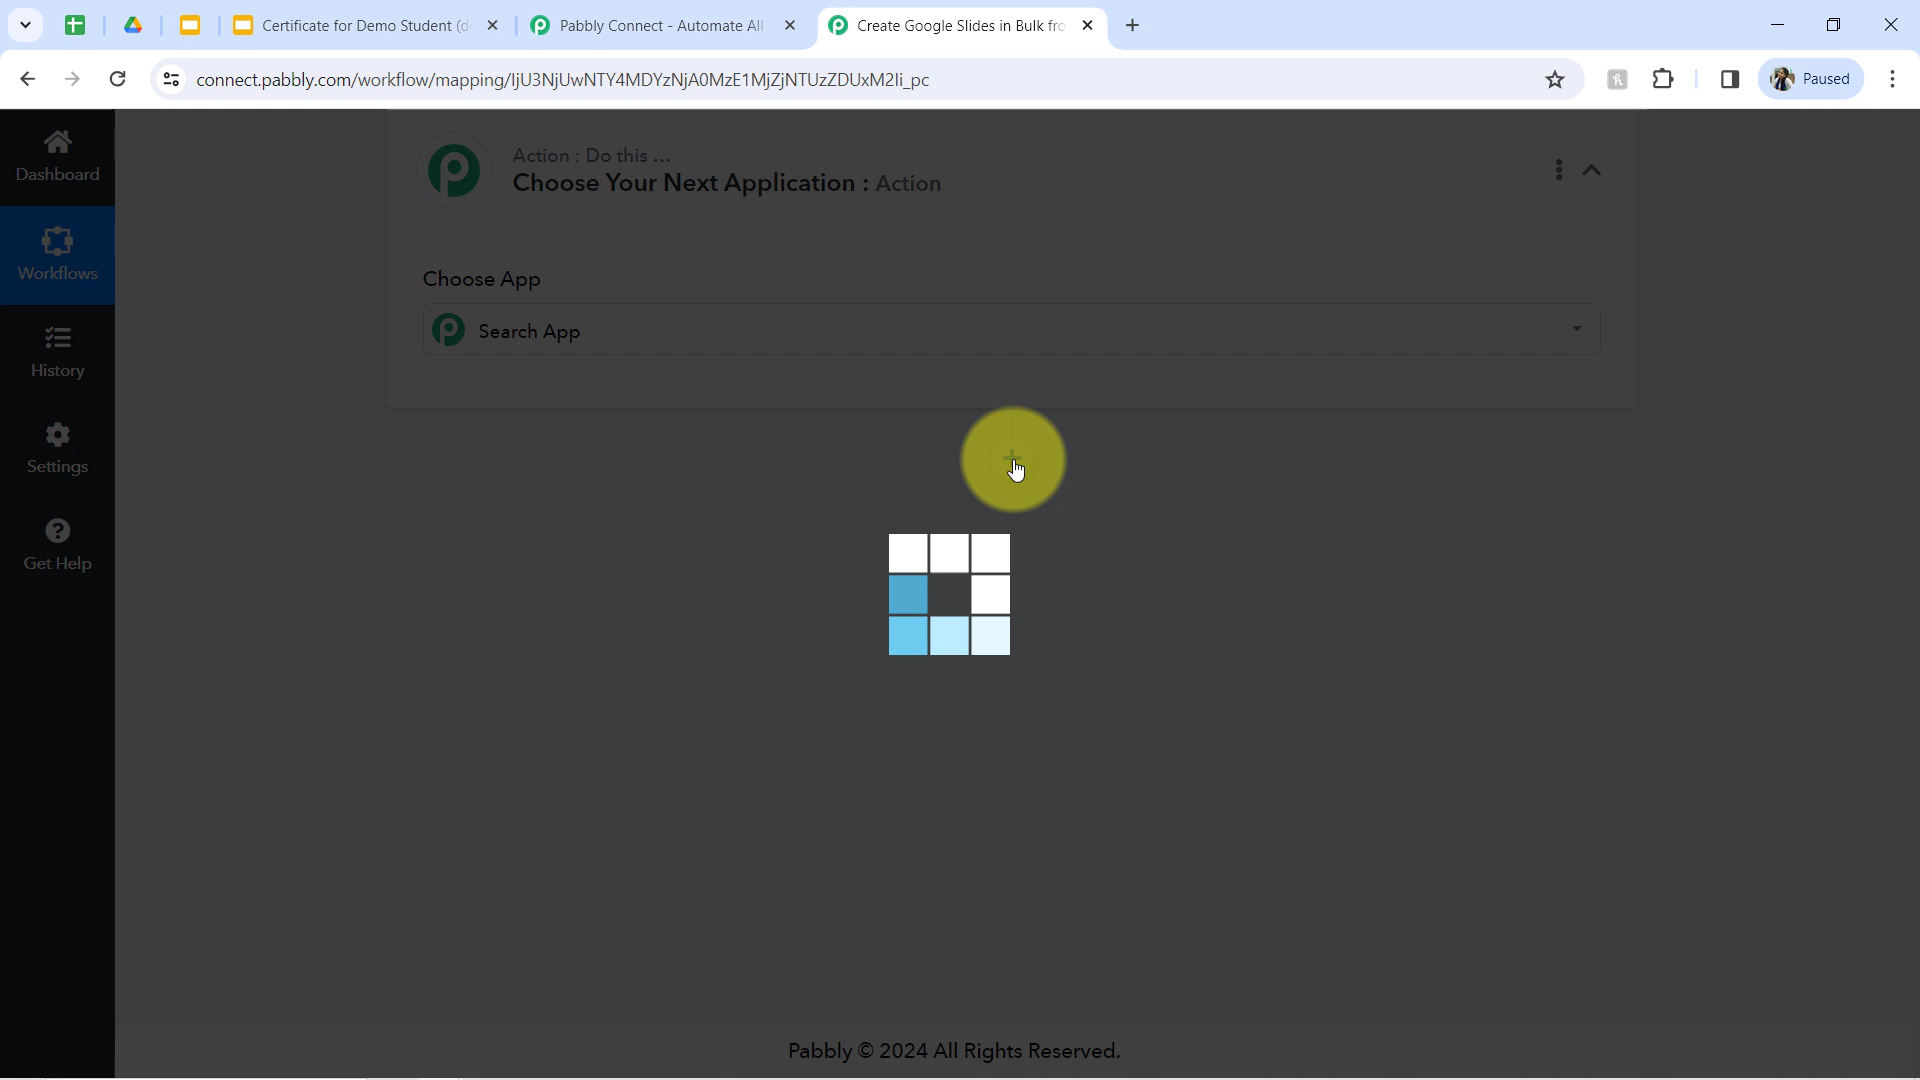 Certificate for Demo Student (d
Pabbly Connect - Automate All
Create Google Slides in Bulk fro
connect.pabbly.com/workflow/mapping/IjU3NjUwNTY4MDYzNjA0MzE1MjZjNTUzZDUxM2Ii_pc
Paused
Dashboard
Workflows
History
Settings
Get Help
Action : Do this ...
Choose Your Next Application : Action
Choose App
Search App
Pabbly © 2024 All Rights Reserved.